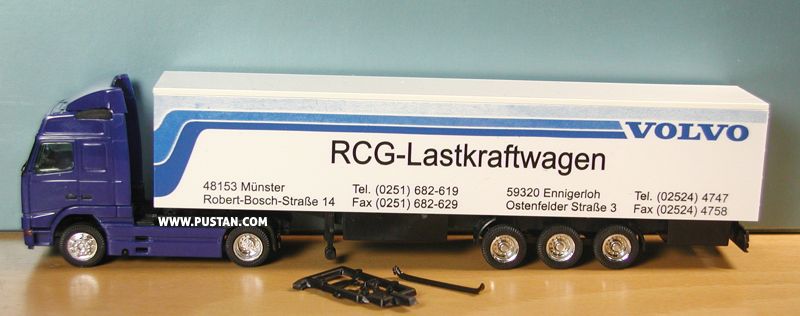 VOLVO
RCG-Lastkraftwagen
48153 Münster
Robert-Bosch-Straße 14
Tel. (0251) 682-619
Fax (0251) 682-629
59320 Ennigerloh
Ostenfelder Straße 3
Tel. (02524) 4747
Fax (02524) 4758
WWW.PUSTAN.COM